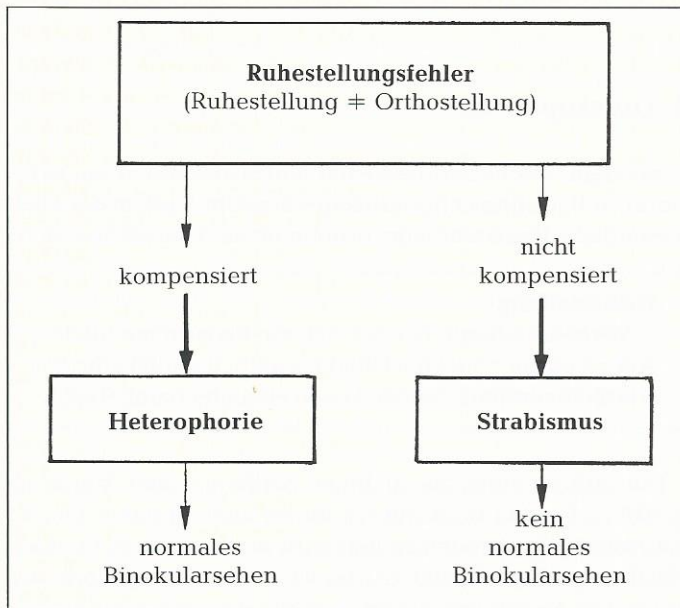 Ruhestellungsfehler
(Ruhestellung ≠ Orthostellung)
kompensiert
nicht
kompensiert
Heterophorie
Strabismus
normales
Binokularsehen
kein
normales
Binokularsehen